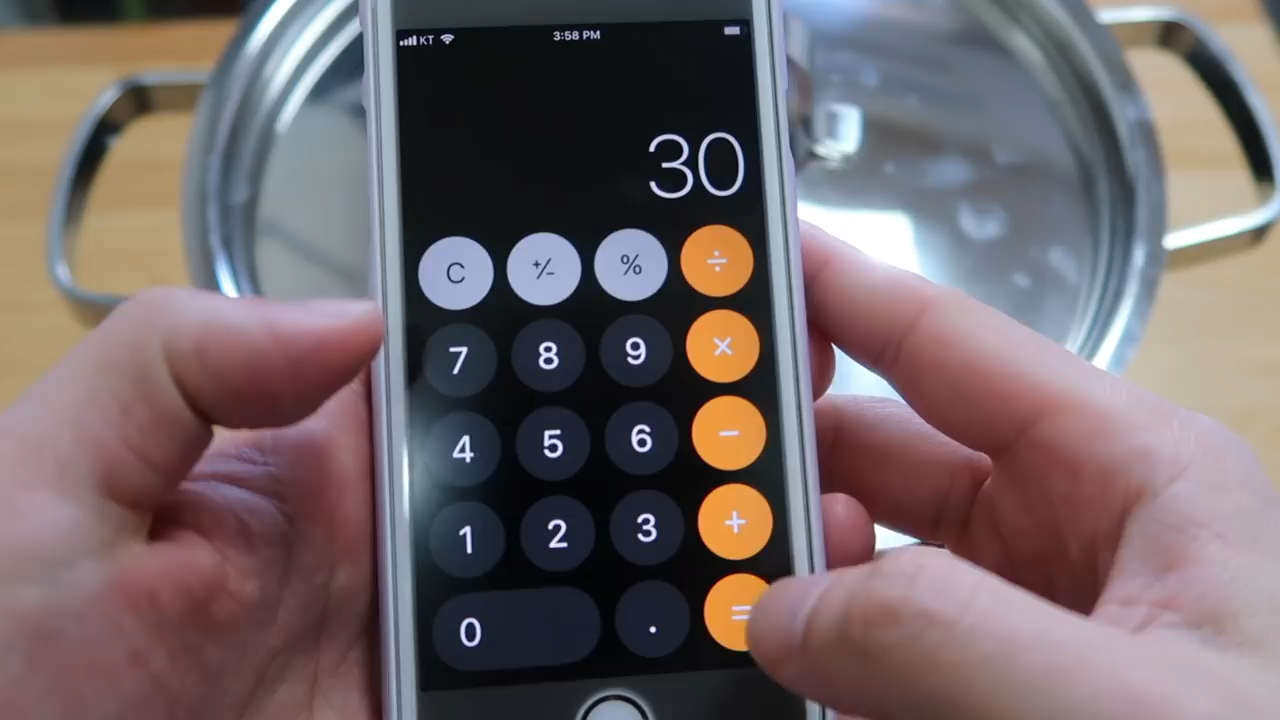 KT 3:58 PM
30
C +/- % ÷
7 8 9 ×
4 5 6 −
1 2 3 +
0 . =